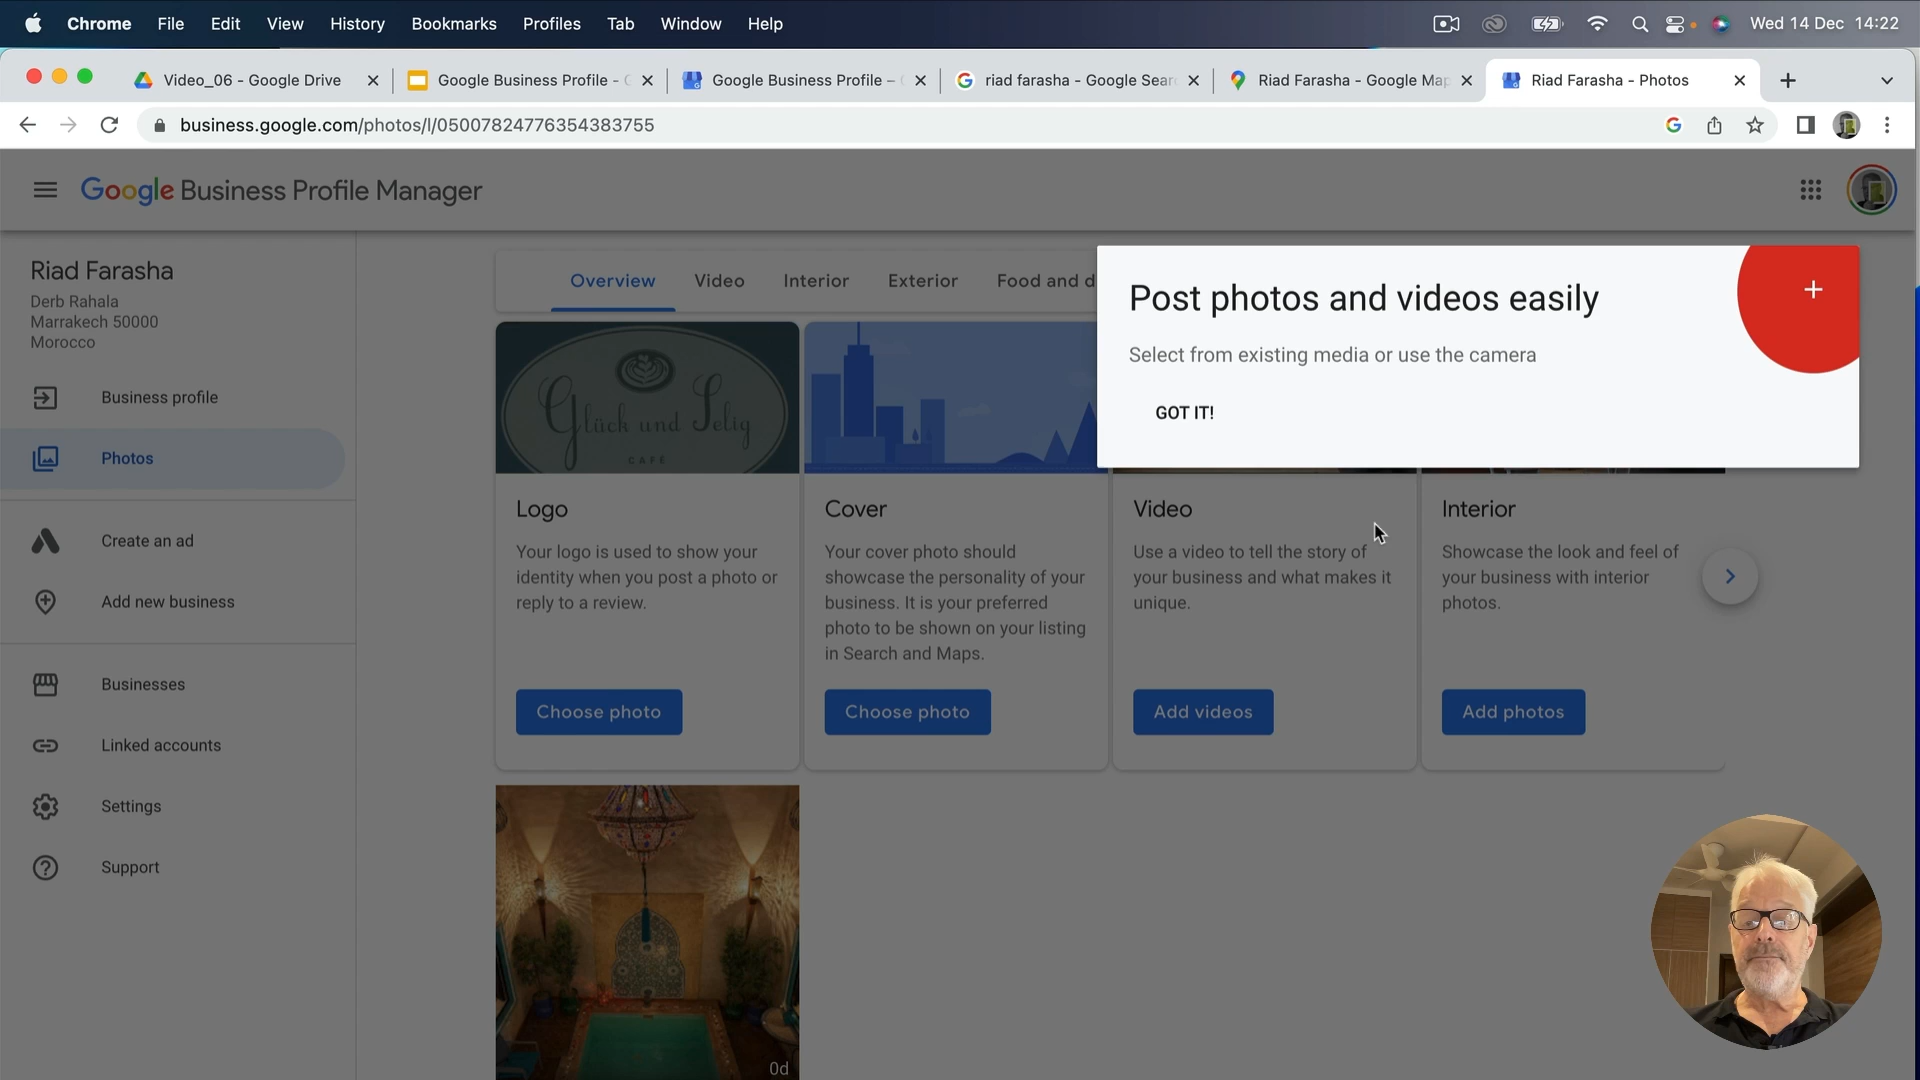 Chrome File Edit View History Bookmarks Profiles Tab Window Help
Wed 14 Dec 14:22
Video_06 - Google Drive
Google Business Profile -
Google Business Profile –
riad farasha - Google Sear
Riad Farasha - Google Map
Riad Farasha - Photos
business.google.com/photos/l/05007824776354383755
Google Business Profile Manager
Riad Farasha
Derb Rahala
Marrakech 50000
Morocco
Business profile
Photos
Create an ad
Add new business
Businesses
Linked accounts
Settings
Support
Overview Video Interior Exterior Food and d
Post photos and videos easily
Select from existing media or use the camera
GOT IT!
Glück und Selig
CAFÉ
Logo
Your logo is used to show your
identity when you post a photo or
reply to a review.
Choose photo
Cover
Your cover photo should
showcase the personality of your
business. It is your preferred
photo to be shown on your listing
in Search and Maps.
Choose photo
Video
Use a video to tell the story of
your business and what makes it
unique.
Add videos
Interior
Showcase the look and feel of
your business with interior
photos.
Add photos
0d